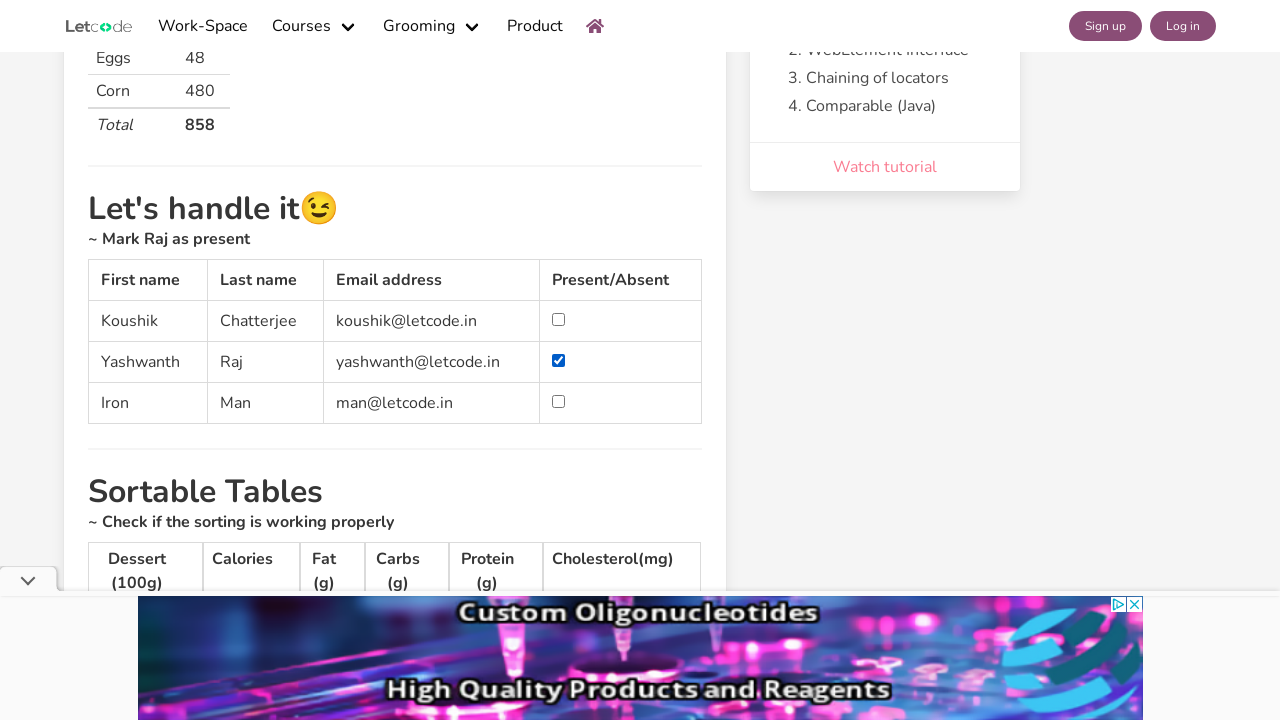 Letcode Work-Space Courses Grooming Product Sign up Log in
Eggs 48
Corn 480
Total 858
2. WebElement Interface
3. Chaining of locators
4. Comparable (Java)
Watch tutorial
Let's handle it😉
~ Mark Raj as present
First name Last name Email address Present/Absent
Koushik Chatterjee koushik@letcode.in
Yashwanth Raj yashwanth@letcode.in
Iron Man man@letcode.in
Sortable Tables
~ Check if the sorting is working properly
Dessert Calories Fat Carbs Protein Cholesterol(mg)
(100g) (g) (g) (g)
Custom Oligonucleotides
High Quality Products and Reagents